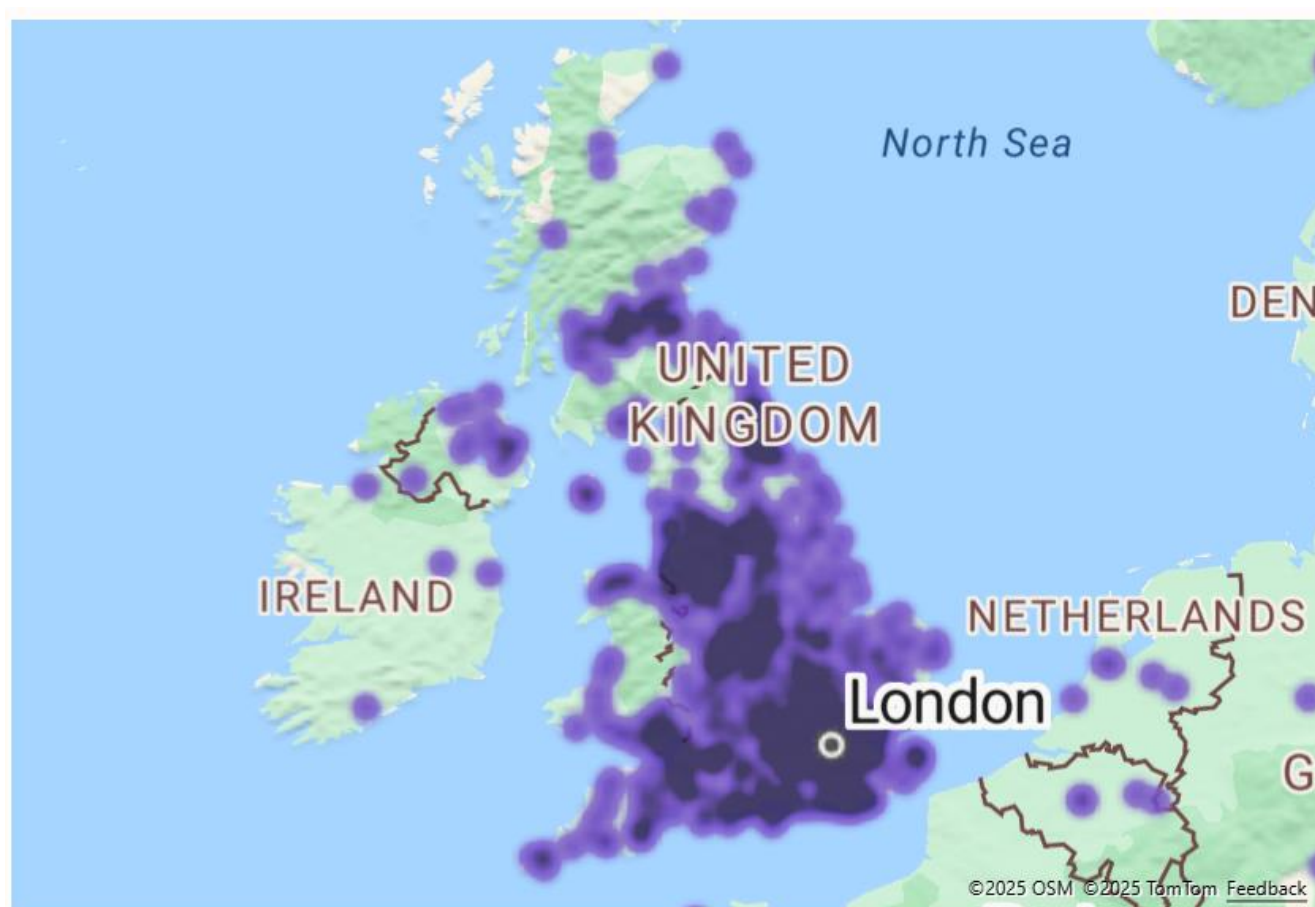 North Sea
DEN
UNITED
KINGDOM
IRELAND
NETHERLANDS
London
G
©2025 OSM ©2025 TomTom Feedback